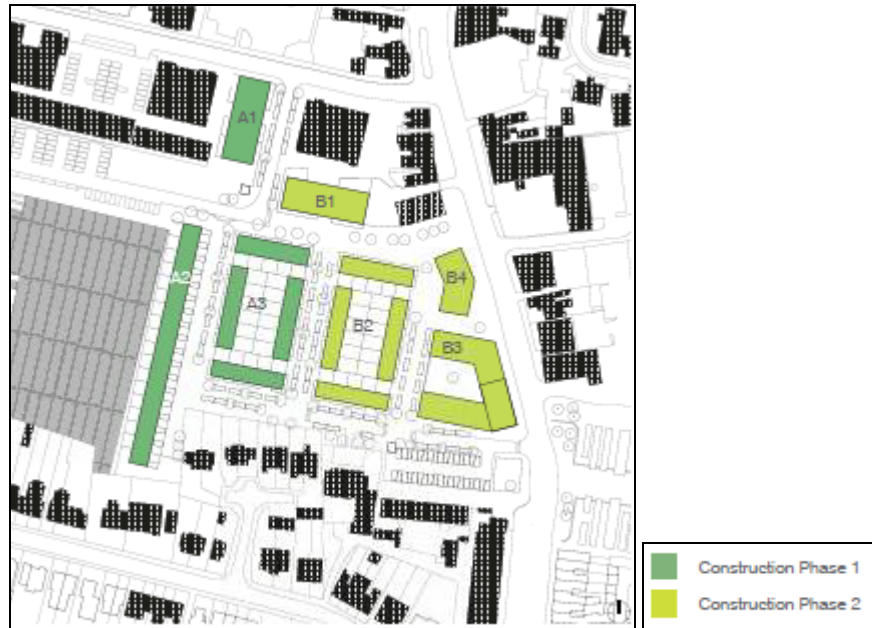 A1
B1
A2
A3
B4
B2
B3
Construction Phase 1
Construction Phase 2